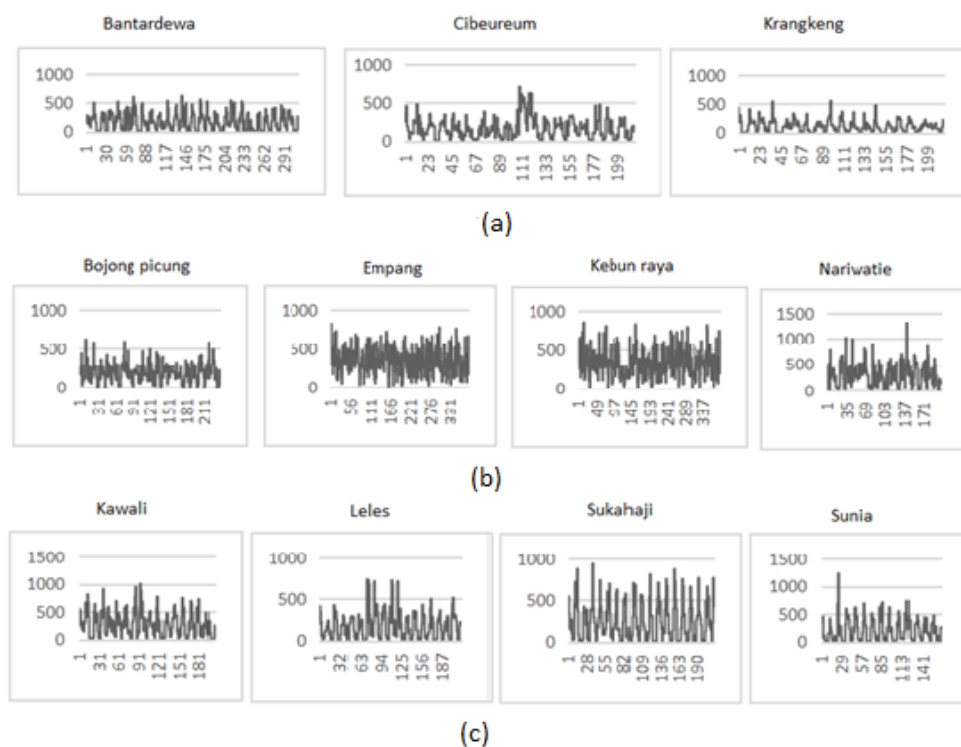 Bantardewa
1000
500
0
1 30 59 88 117 146 175 204 233 262 291
Cibeureum
1000
500
0
1 23 45 67 89 111 133 155 177 199
Krangkeng
1000
500
0
1 23 45 67 89 111 133 155 177 199
(a)
Bojong picung
1000
500
0
1 31 61 91 121 151 181 211
Empang
1000
500
0
1 56 111 166 221 276 331
Kebun raya
1000
500
0
1 49 97 145 193 241 289 337
Nariwatie
1500
1000
500
0
1 35 69 103 137 171
(b)
Kawali
1500
1000
500
0
1 31 61 91 121 151 181
Leles
1000
500
0
1 32 63 94 125 156 187
Sukahaji
1000
500
0
1 28 55 82 109 136 163 190
Sunia
1500
1000
500
0
1 29 57 85 113 141
(c)